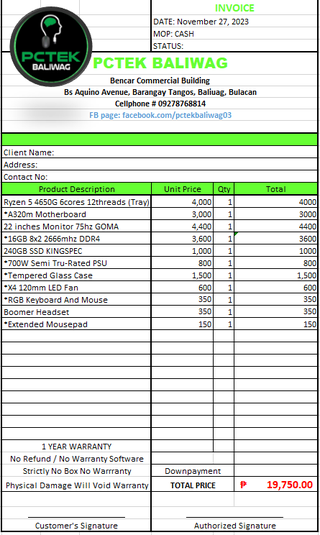 INVOICE
DATE: November 27, 2023
MOP: CASH
STATUS:
PCTEK
BALIWAG
PCTEK BALIWAG
Bencar Commercial Building
Bs Aquino Avenue, Barangay Tangos, Baliuag, Bulacan
Cellphone # 09278768814
FB page: facebook.com/pctekbaliwag03
Client Name:
Address:
Contact No:
Product Description Unit Price Qty Total
Ryzen 5 4650G 6cores 12threads (Tray) 4,000 1 4000
*A320m Motherboard 3,000 1 3000
22 inches Monitor 75hz GOMA 4,400 1 4400
*16GB 8x2 2666mhz DDR4 3,600 1 3600
240GB SSD KINGSPEC 1,000 1 1000
*700W Semi Tru-Rated PSU 800 1 800
*Tempered Glass Case 1,500 1 1,500
*X4 120mm LED Fan 600 1 600
*RGB Keyboard And Mouse 350 1 350
Boomer Headset 350 1 350
*Extended Mousepad 150 1 150
1 YEAR WARRANTY
No Refund / No Warranty Software
Strictly No Box No Warrranty Downpayment
Physical Damage Will Void Warranty TOTAL PRICE ₱ 19,750.00
Customer's Signature Authorized Signature